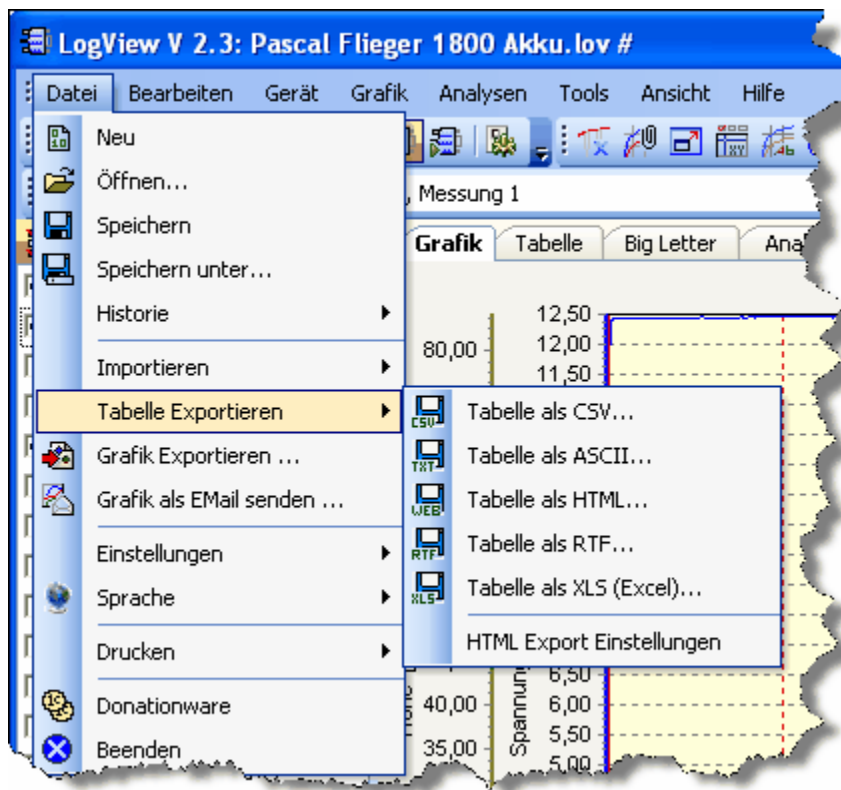 LogView V 2.3: Pascal Flieger 1800 Akku.lov #
Datei Bearbeiten Gerät Grafik Analysen Tools Ansicht Hilfe
Neu
Öffnen...
, Messung 1
Speichern
Grafik Tabelle Big Letter Ana
Speichern unter...
Historie
12,50
80,00
12,00
11,50
Importieren
Tabelle Exportieren
CSV Tabelle als CSV...
Grafik Exportieren ...
TXT Tabelle als ASCII...
Grafik als EMail senden ...
WEB Tabelle als HTML...
RTF Tabelle als RTF...
Einstellungen
XLS Tabelle als XLS (Excel)...
Sprache
HTML Export Einstellungen
Drucken
6,50
Spannung
Donationware
40,00
6,00
5,50
Beenden
35,00
5,00